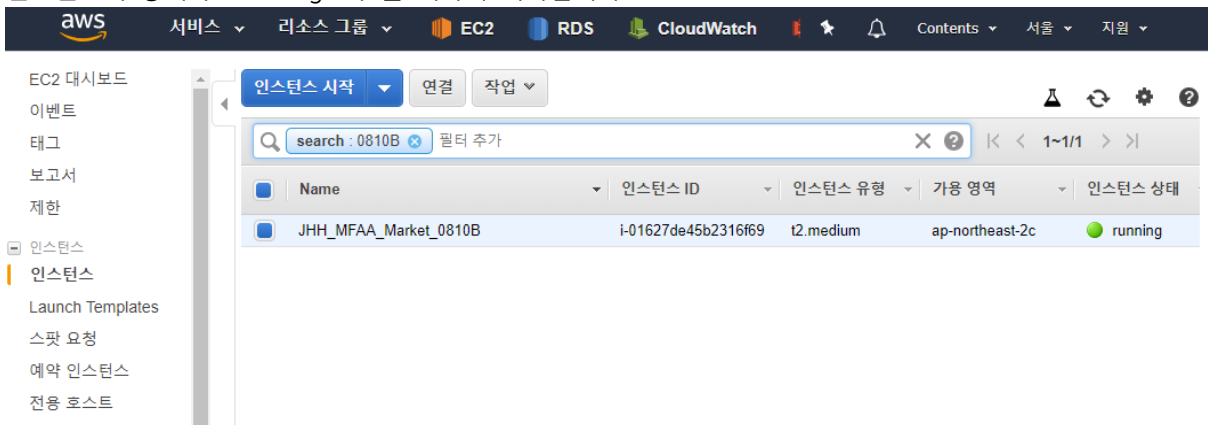 aws 서비스 리소스 그룹 EC2 RDS CloudWatch Contents 서울 지원
EC2 대시보드
이벤트
태그
보고서
제한
인스턴스
인스턴스
Launch Templates
스팟 요청
예약 인스턴스
전용 호스트
인스턴스 시작 연결 작업
search : 0810B 필터 추가 1~1/1
Name 인스턴스 ID 인스턴스 유형 가용 영역 인스턴스 상태
JHH_MFAA_Market_0810B i-01627de45b2316f69 t2.medium ap-northeast-2c running